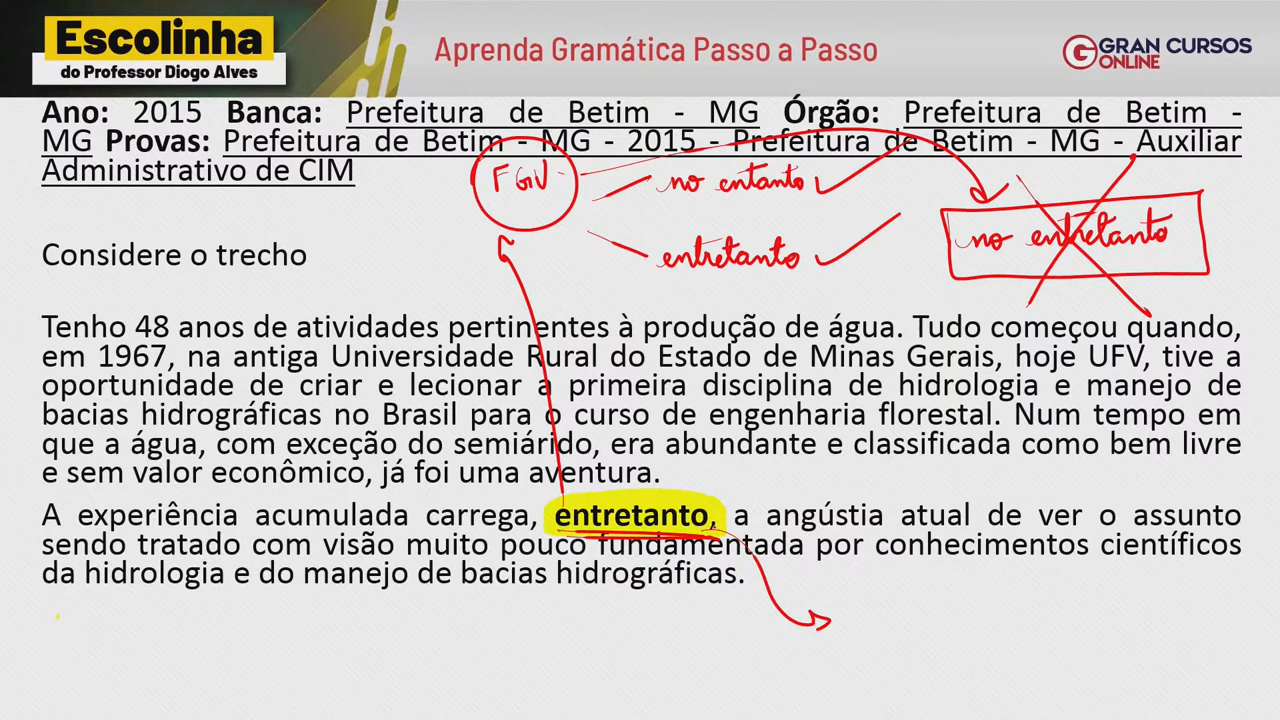 Escolinha
do Professor Diogo Alves
Aprenda Gramática Passo a Passo
GRAN CURSOS
ONLINE
Ano: 2015 Banca: Prefeitura de Betim - MG Órgão: Prefeitura de Betim -
MG Provas: Prefeitura de Betim - MG - 2015 - Prefeitura de Betim - MG - Auxiliar
Administrativo de CIM
FGV
no entanto
no entretanto
entretanto
Considere o trecho
Tenho 48 anos de atividades pertinentes à produção de água. Tudo começou quando,
em 1967, na antiga Universidade Rural do Estado de Minas Gerais, hoje UFV, tive a
oportunidade de criar e lecionar a primeira disciplina de hidrologia e manejo de
bacias hidrográficas no Brasil para o curso de engenharia florestal. Num tempo em
que a água, com exceção do semiárido, era abundante e classificada como bem livre
e sem valor econômico, já foi uma aventura.
A experiência acumulada carrega, entretanto, a angústia atual de ver o assunto
sendo tratado com visão muito pouco fundamentada por conhecimentos científicos
da hidrologia e do manejo de bacias hidrográficas.